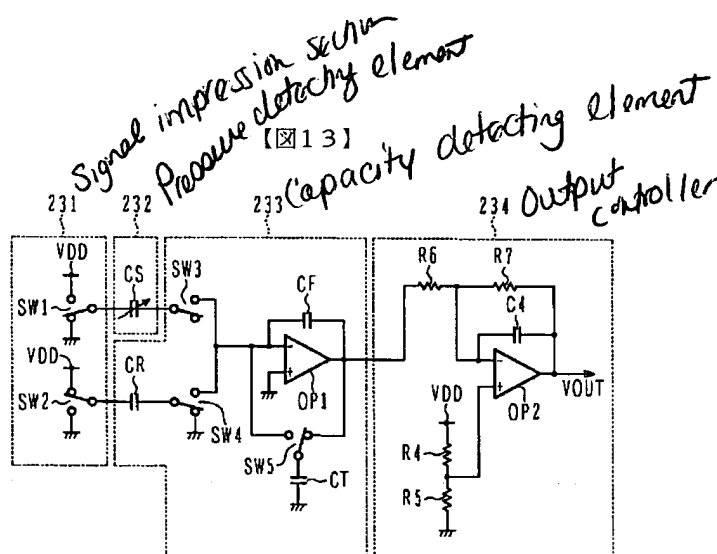 Signal impression section
Pressure detectg element
【図13】
Capacity detecting element
Output
controller
231
232
233
234
VDD
CS
SW3
CF
R6
R7
SW1
C4
VDD
CR
OP1
VOUT
SW2
SW4
VDD
OP2
SW5
R4
CT
R5